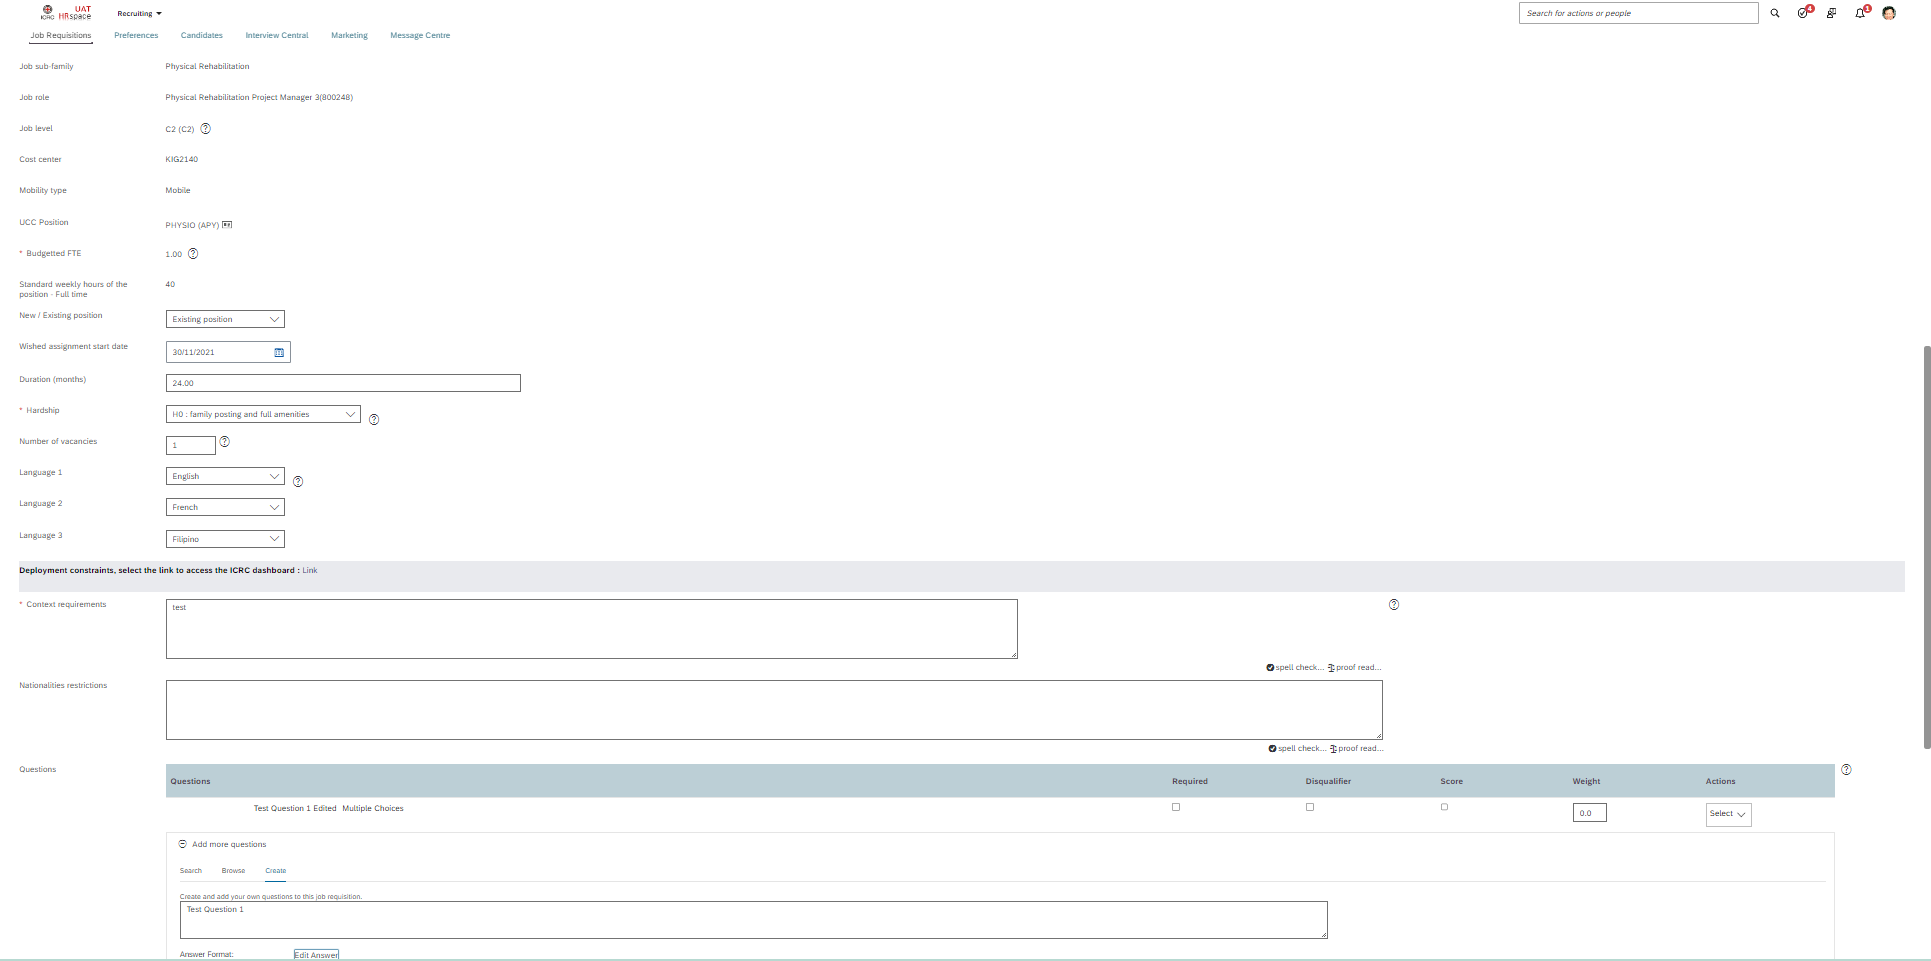 ICRC UAT HRspace Recruiting Search for actions or people 4 1
Job Requisitions Preferences Candidates Interview Central Marketing Message Centre
Job sub-family Physical Rehabilitation
Job role Physical Rehabilitation Project Manager 3(800248)
Job level C2 (C2) ?
Cost center KIG2140
Mobility type Mobile
UCC Position PHYSIO (APY)
* Budgetted FTE 1.00 ?
Standard weekly hours of the position - Full time 40
New / Existing position Existing position
Wished assignment start date 30/11/2021
Duration (months) 24.00
* Hardship H0 : family posting and full amenities ?
Number of vacancies 1 ?
Language 1 English ?
Language 2 French
Language 3 Filipino
Deployment constraints, select the link to access the ICRC dashboard : Link
* Context requirements test ?
spell check... proof read...
Nationalities restrictions
spell check... proof read...
Questions ?
Questions Required Disqualifier Score Weight Actions
Test Question 1 Edited Multiple Choices 0.0 Select
Add more questions
Search Browse Create
Create and add your own questions to this job requisition.
Test Question 1
Answer Format: Edit Answer